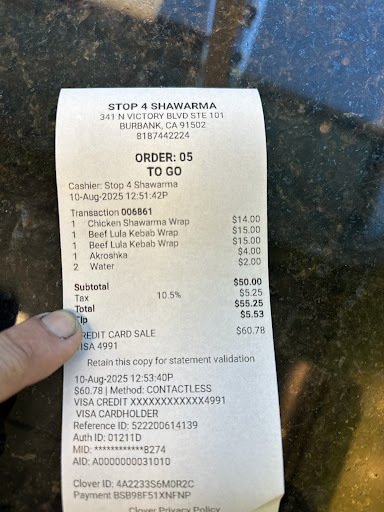 STOP 4 SHAWARMA
341 N VICTORY BLVD STE 101
BURBANK, CA 91502
8187442224
ORDER: 05
TO GO
Cashier: Stop 4 Shawarma
10-Aug-2025 12:51:42P
Transaction 006861
1 Chicken Shawarma Wrap $14.00
1 Beef Lula Kebab Wrap $15.00
1 Beef Lula Kebab Wrap $15.00
1 Akroshka $4.00
2 Water $2.00
Subtotal $50.00
Tax 10.5% $5.25
Total $55.25
Tip $5.53
CREDIT CARD SALE $60.78
VISA 4991
Retain this copy for statement validation
10-Aug-2025 12:53:40P
$60.78 | Method: CONTACTLESS
VISA CREDIT XXXXXXXXXXXX4991
VISA CARDHOLDER
Reference ID: 522200614139
Auth ID: 01211D
MID: ************8274
AID: A0000000031010
Clover ID: 4A2233S6M0R2C
Payment BSB98F51XNFNP
Clover Privacy Policy